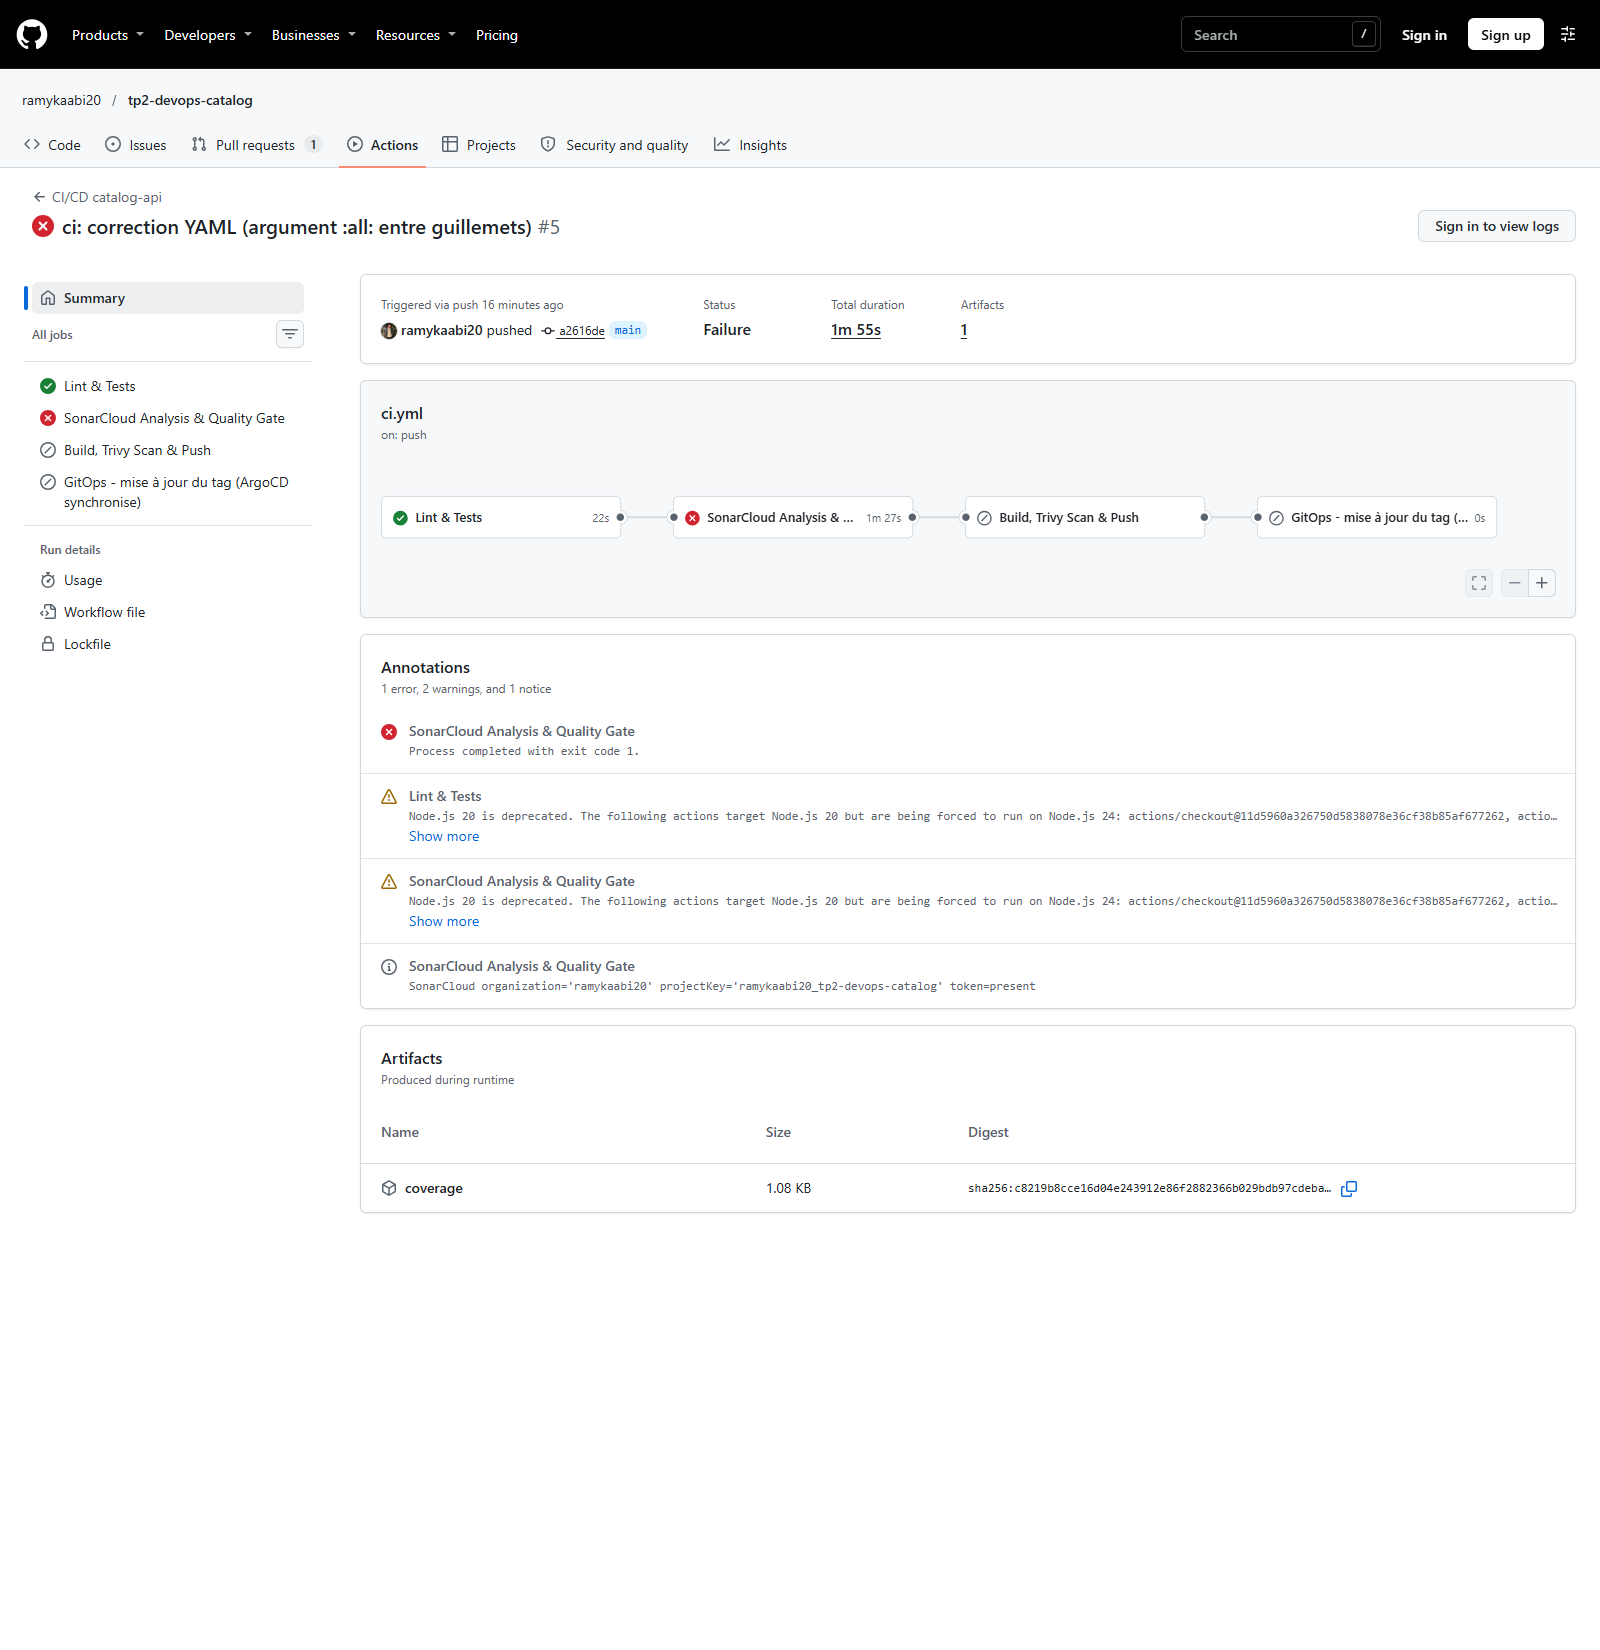 Products Developers Businesses Resources Pricing Search / Sign in Sign up
ramykaabi20 / tp2-devops-catalog
Code Issues Pull requests 1 Actions Projects Security and quality Insights
CI/CD catalog-api
ci: correction YAML (argument :all: entre guillemets) #5
Sign in to view logs
Summary
All jobs
Lint & Tests
SonarCloud Analysis & Quality Gate
Build, Trivy Scan & Push
GitOps - mise à jour du tag (ArgoCD
synchronise)
Run details
Usage
Workflow file
Lockfile
Triggered via push 16 minutes ago
ramykaabi20 pushed a2616de main
Status
Failure
Total duration
1m 55s
Artifacts
1
ci.yml
on: push
Lint & Tests 22s
SonarCloud Analysis & ... 1m 27s
Build, Trivy Scan & Push
GitOps - mise à jour du tag (... 0s
Annotations
1 error, 2 warnings, and 1 notice
SonarCloud Analysis & Quality Gate
Process completed with exit code 1.
Lint & Tests
Node.js 20 is deprecated. The following actions target Node.js 20 but are being forced to run on Node.js 24: actions/checkout@11d5960a326750d5838078e36cf38b85af677262, actio…
Show more
SonarCloud Analysis & Quality Gate
Node.js 20 is deprecated. The following actions target Node.js 20 but are being forced to run on Node.js 24: actions/checkout@11d5960a326750d5838078e36cf38b85af677262, actio…
Show more
SonarCloud Analysis & Quality Gate
SonarCloud organization='ramykaabi20' projectKey='ramykaabi20_tp2-devops-catalog' token=present
Artifacts
Produced during runtime
Name Size Digest
coverage 1.08 KB sha256:c8219b8cce16d04e243912e86f2882366b029bdb97cdeba…